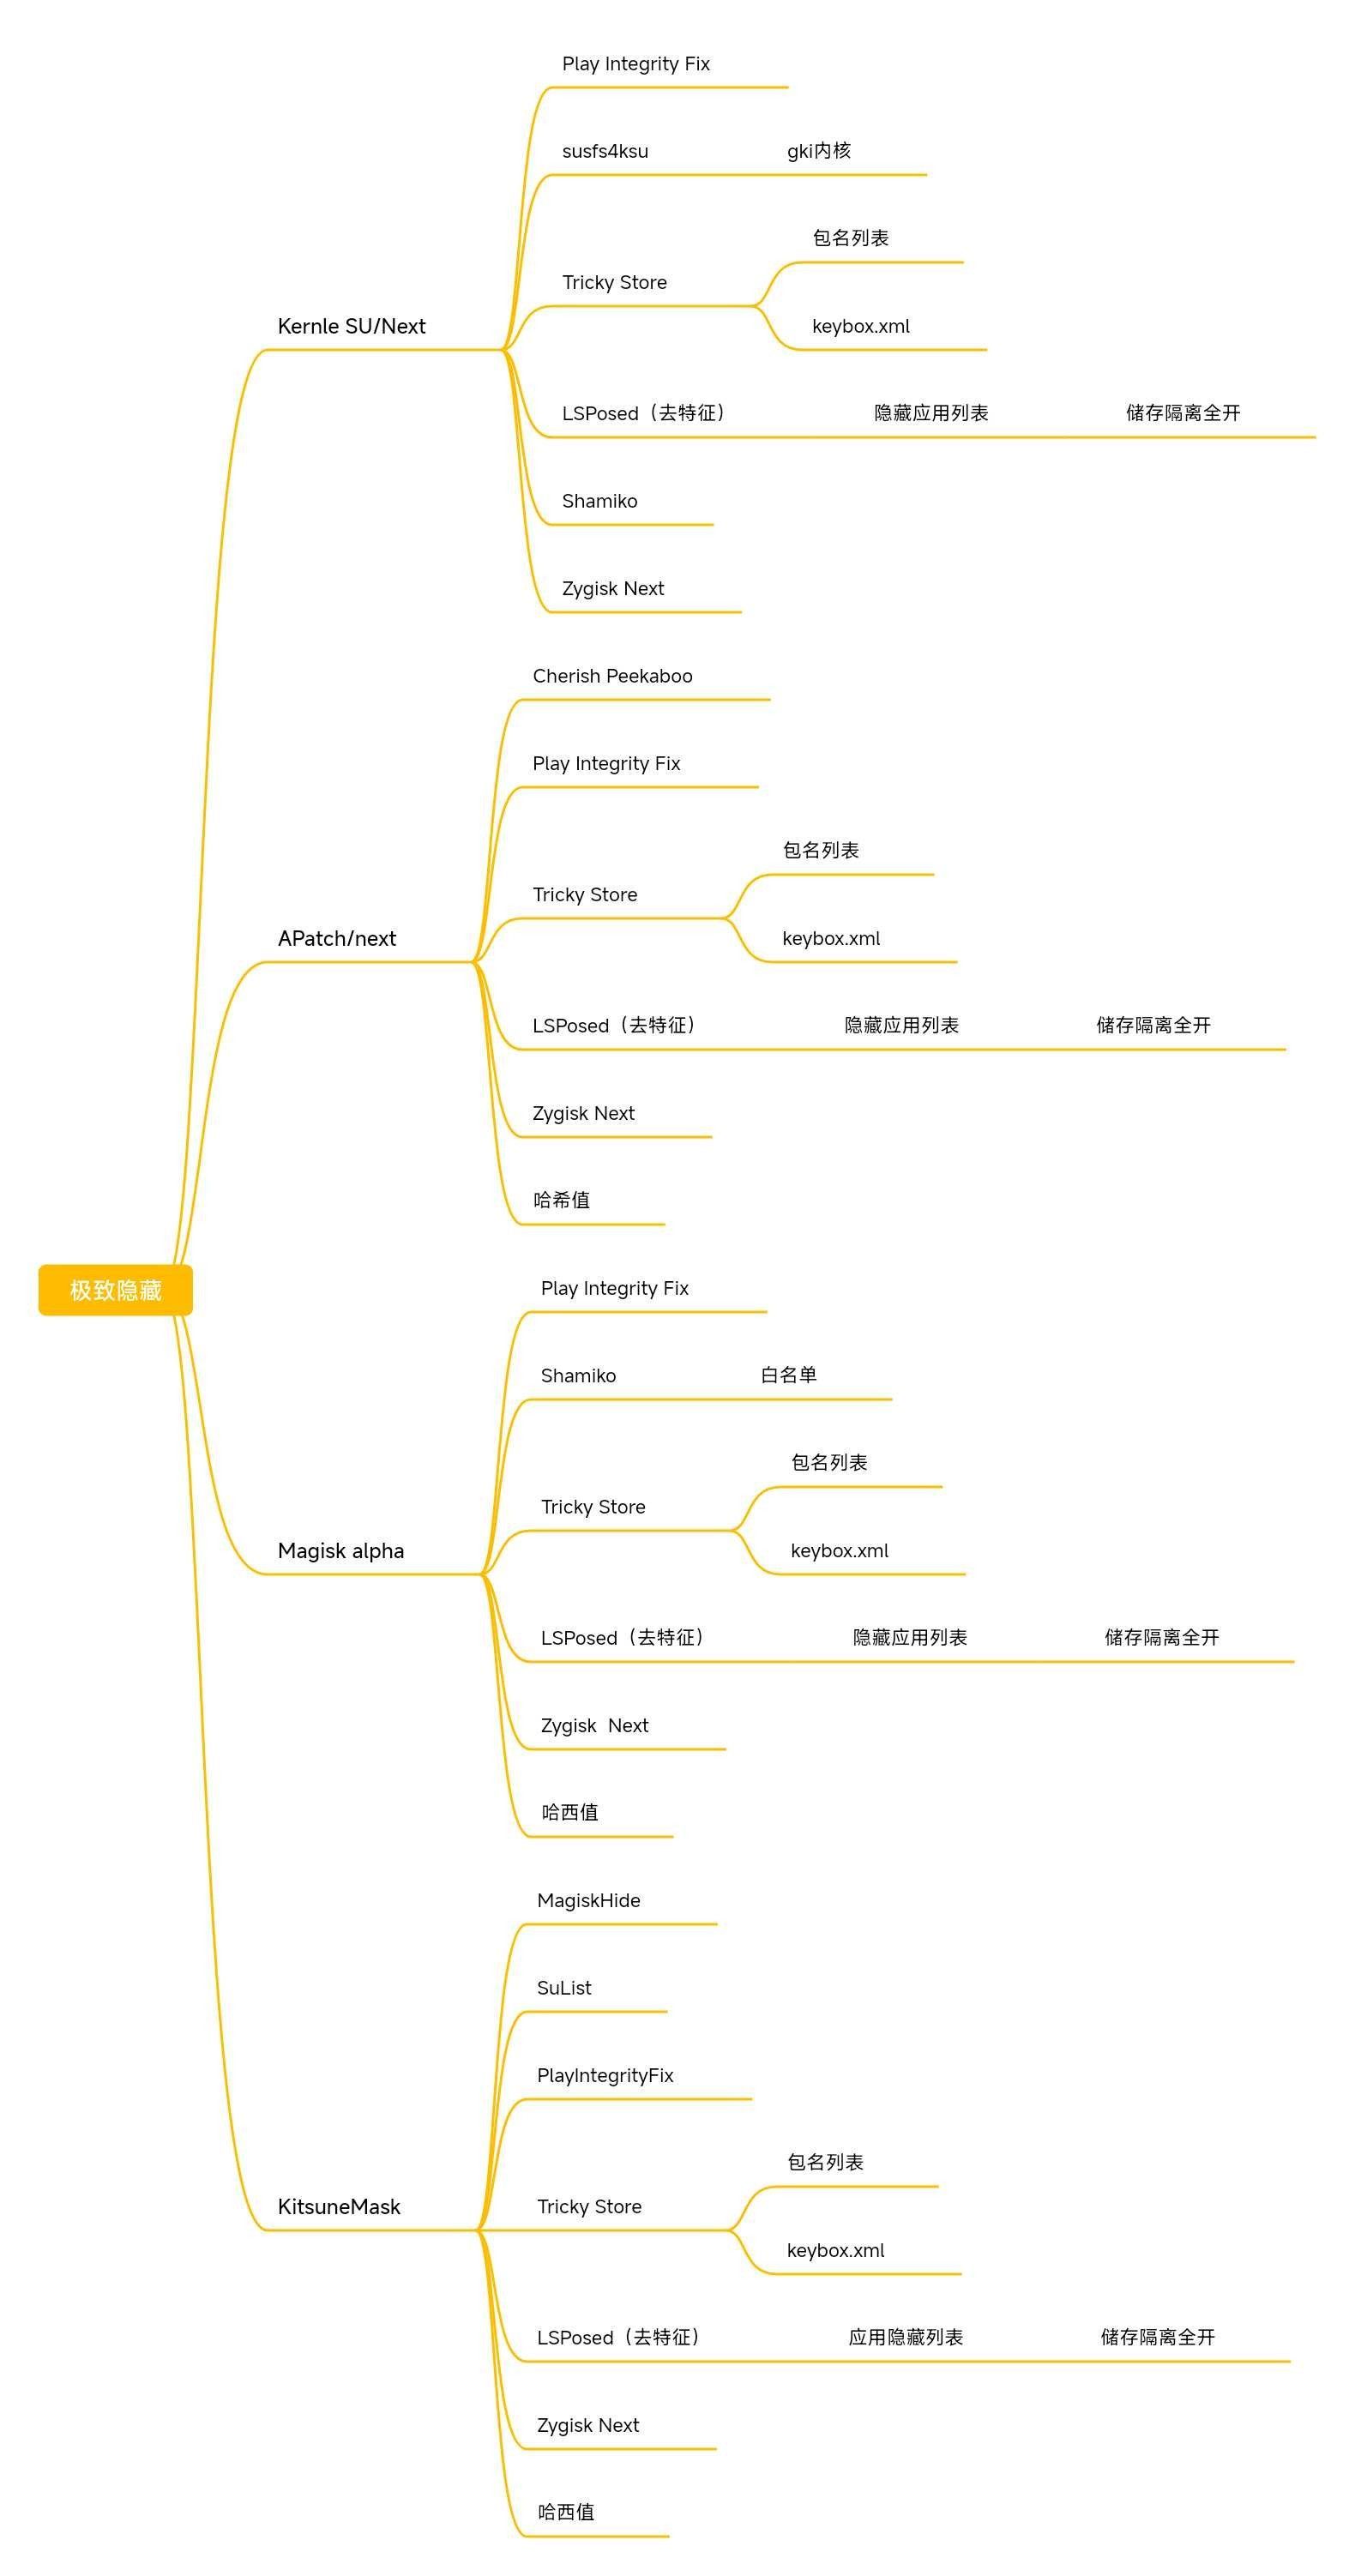 极致隐藏
Kernle SU/Next
Play Integrity Fix
susfs4ksu
gki内核
Tricky Store
包名列表
keybox.xml
LSPosed（去特征）
隐藏应用列表
储存隔离全开
Shamiko
Zygisk Next
APatch/next
Cherish Peekaboo
Play Integrity Fix
Tricky Store
包名列表
keybox.xml
LSPosed（去特征）
隐藏应用列表
储存隔离全开
Zygisk Next
哈希值
Magisk alpha
Play Integrity Fix
Shamiko
白名单
Tricky Store
包名列表
keybox.xml
LSPosed（去特征）
隐藏应用列表
储存隔离全开
Zygisk  Next
哈西值
KitsuneMask
MagiskHide
SuList
PlayIntegrityFix
Tricky Store
包名列表
keybox.xml
LSPosed（去特征）
应用隐藏列表
储存隔离全开
Zygisk Next
哈西值